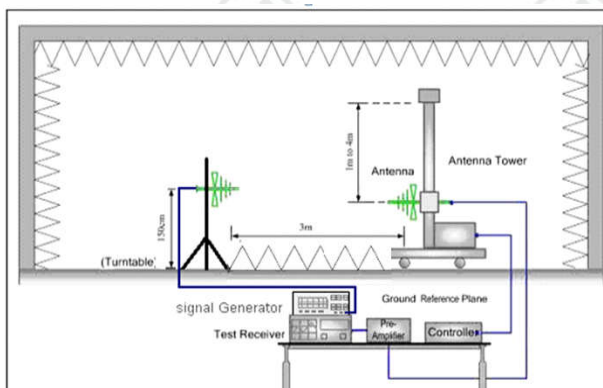 1m to 4m
Antenna
Antenna Tower
150cm
3m
(Turntable)
Ground Reference Plane
signal Generator
Test Receiver
Pre-
Amplifier
Controller